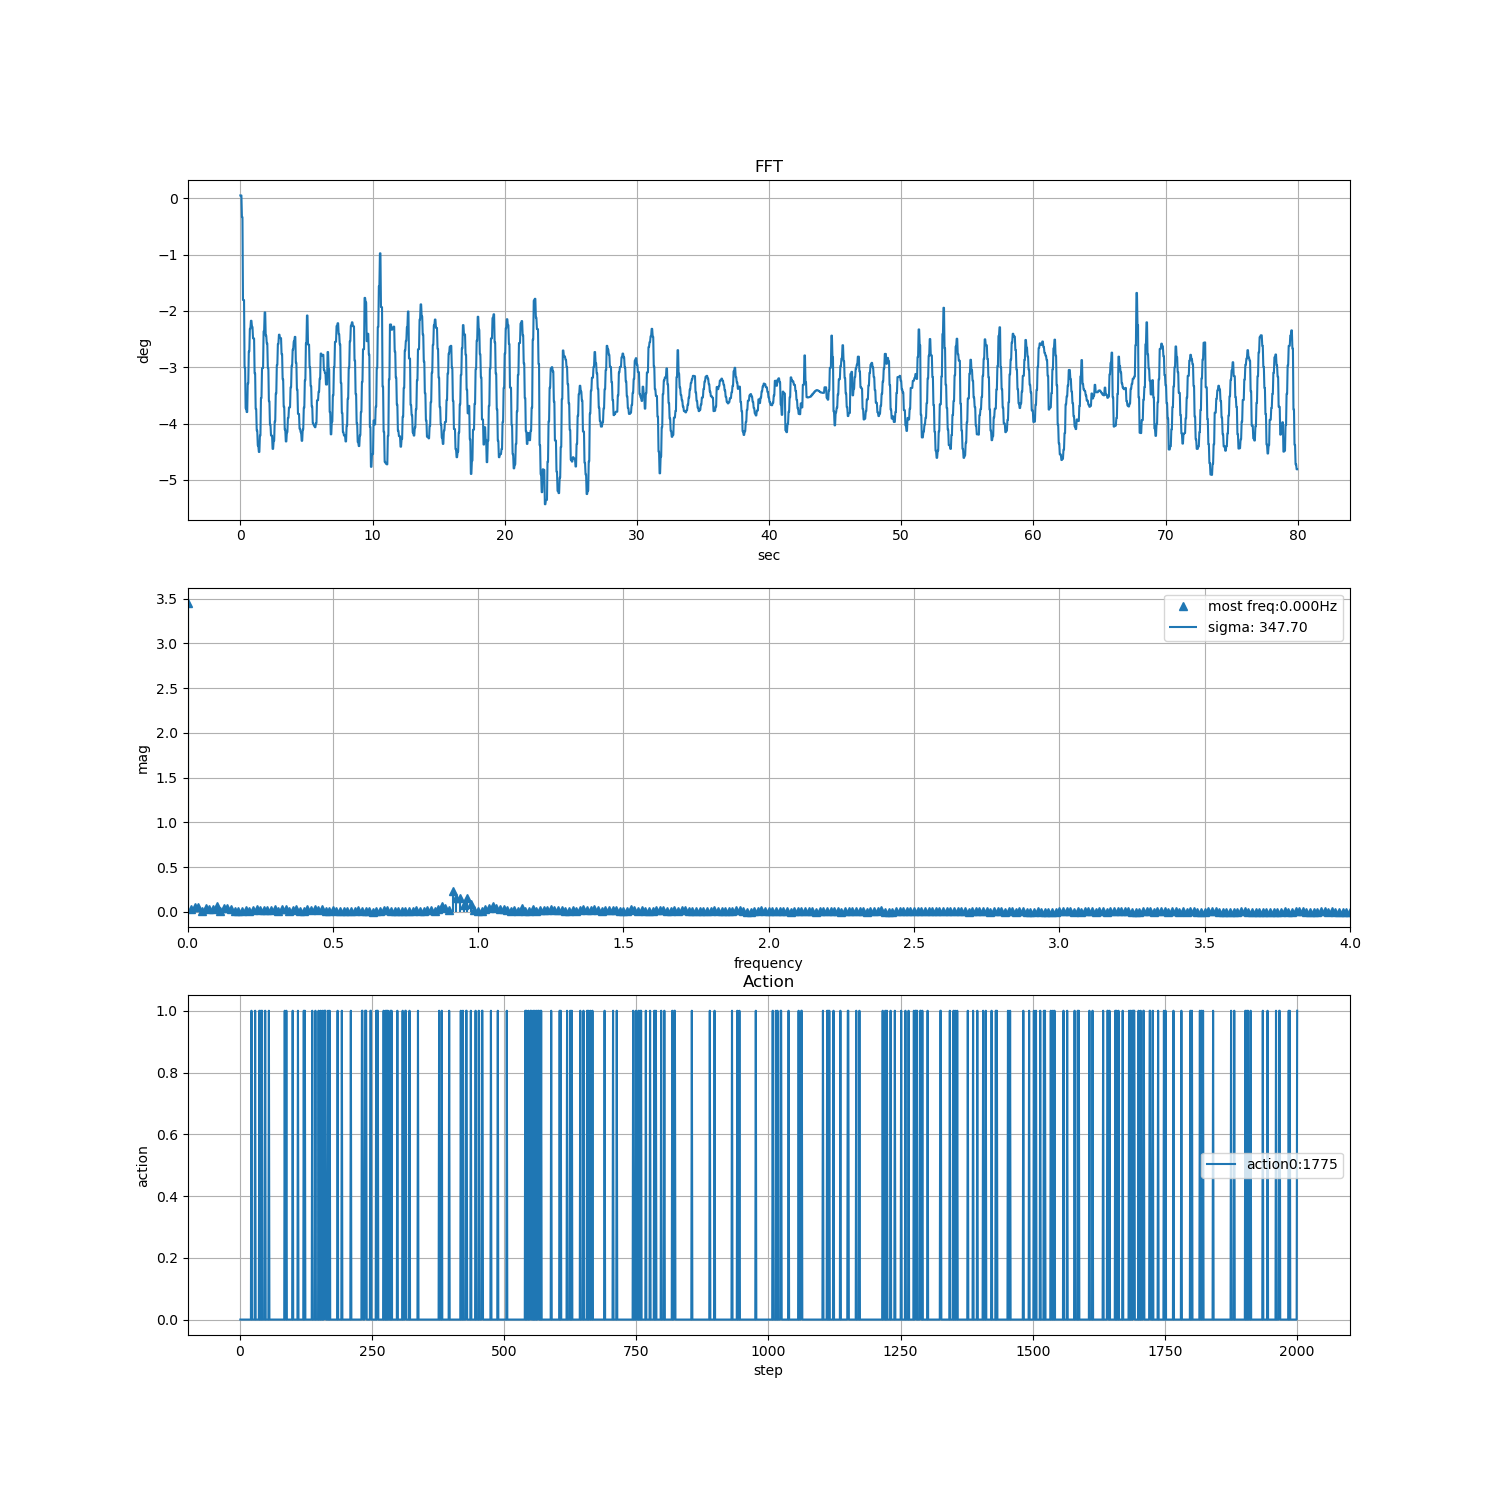 FFT
0
−1
−2
−3
−4
−5
deg
0 10 20 30 40 50 60 70 80
sec
3.5
3.0
2.5
2.0
1.5
1.0
0.5
0.0
mag
most freq:0.000Hz
sigma: 347.70
0.0 0.5 1.0 1.5 2.0 2.5 3.0 3.5 4.0
frequency
Action
1.0
0.8
0.6
0.4
0.2
0.0
action
action0:1775
0 250 500 750 1000 1250 1500 1750 2000
step